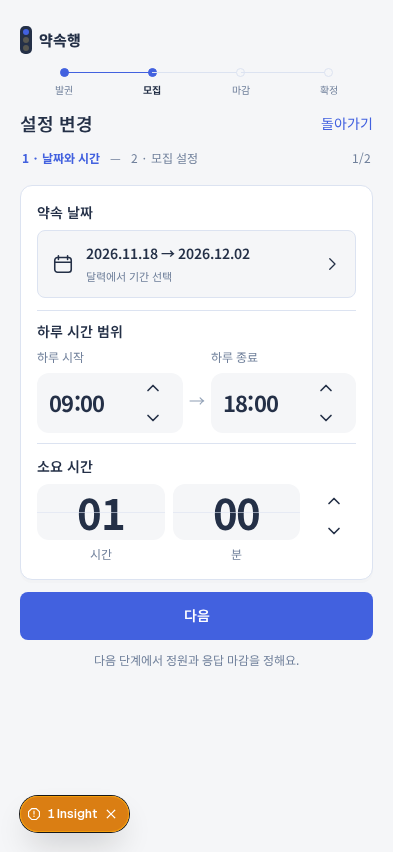 약속행
발권 모집 마감 확정
설정 변경 돌아가기
1 · 날짜와 시간 — 2 · 모집 설정 1/2
약속 날짜
2026.11.18 → 2026.12.02
달력에서 기간 선택
하루 시간 범위
하루 시작 하루 종료
09:00 → 18:00
소요 시간
01 00
시간 분
다음
다음 단계에서 정원과 응답 마감을 정해요.
1 Insight